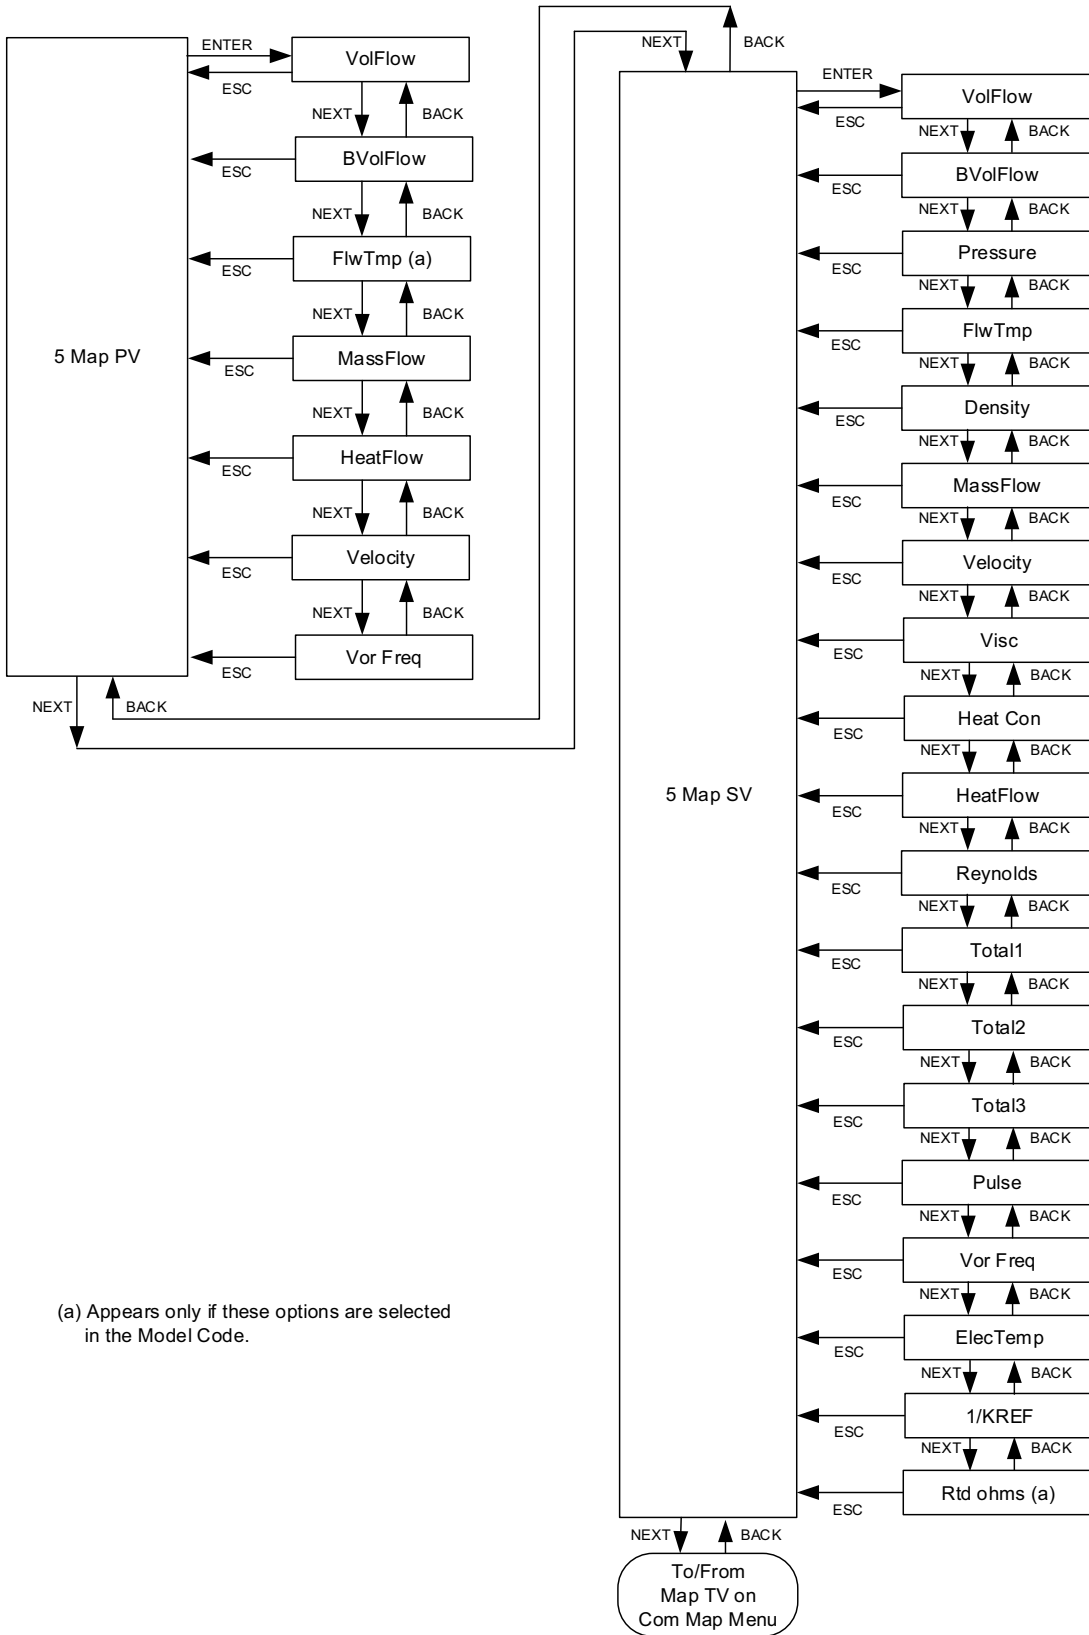 5 Map PV
ENTER
ESC
VolFlow
NEXT
BACK
ESC
BVolFlow
NEXT
BACK
ESC
FlwTmp (a)
NEXT
BACK
ESC
MassFlow
NEXT
BACK
ESC
HeatFlow
NEXT
BACK
ESC
Velocity
NEXT
BACK
ESC
Vor Freq
NEXT
BACK
NEXT
BACK
5 Map SV
ENTER
ESC
VolFlow
NEXT
BACK
ESC
BVolFlow
NEXT
BACK
ESC
Pressure
NEXT
BACK
ESC
FlwTmp
NEXT
BACK
ESC
Density
NEXT
BACK
ESC
MassFlow
NEXT
BACK
ESC
Velocity
NEXT
BACK
ESC
Visc
NEXT
BACK
ESC
Heat Con
NEXT
BACK
ESC
HeatFlow
NEXT
BACK
ESC
Reynolds
NEXT
BACK
ESC
Total1
NEXT
BACK
ESC
Total2
NEXT
BACK
ESC
Total3
NEXT
BACK
ESC
Pulse
NEXT
BACK
ESC
Vor Freq
NEXT
BACK
ESC
ElecTemp
NEXT
BACK
ESC
1/KREF
NEXT
BACK
ESC
Rtd ohms (a)
NEXT
BACK
To/From
Map TV on
Com Map Menu
(a) Appears only if these options are selected
in the Model Code.